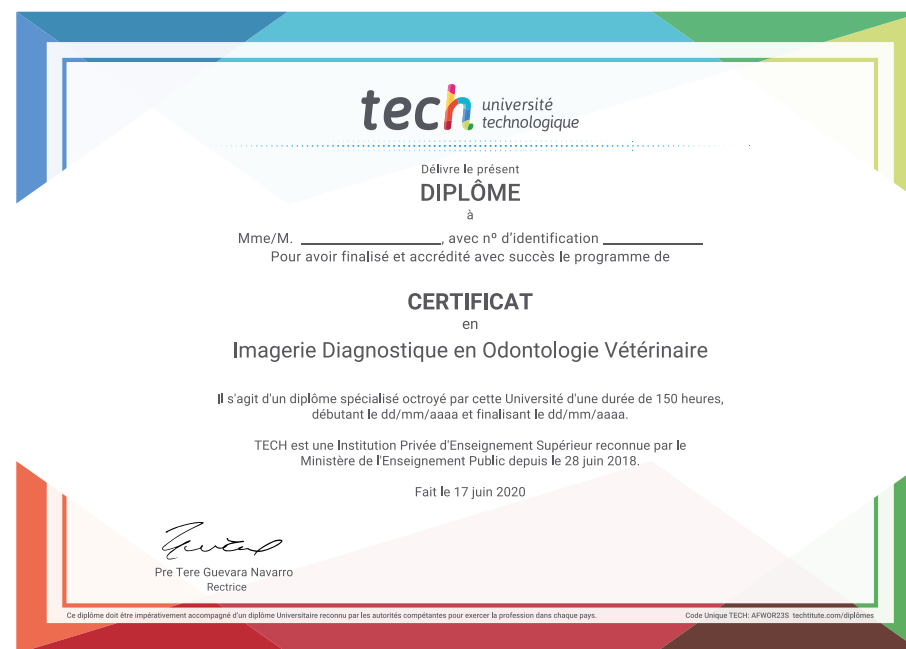 tech université
technologique
Délivre le présent
DIPLÔME
à
Mme/M. ____________________, avec nº d'identification ______________
Pour avoir finalisé et accrédité avec succès le programme de
CERTIFICAT
en
Imagerie Diagnostique en Odontologie Vétérinaire
Il s'agit d'un diplôme spécialisé octroyé par cette Université d'une durée de 150 heures,
débutant le dd/mm/aaaa et finalisant le dd/mm/aaaa.
TECH est une Institution Privée d'Enseignement Supérieur reconnue par le
Ministère de l'Enseignement Public depuis le 28 juin 2018.
Fait le 17 juin 2020
Pre Tere Guevara Navarro
Rectrice
Ce diplôme doit être impérativement accompagné d'un diplôme Universitaire reconnu par les autorités compétentes pour exercer la profession dans chaque pays.
Code Unique TECH: AFWOR23S techtitute.com/diplômes